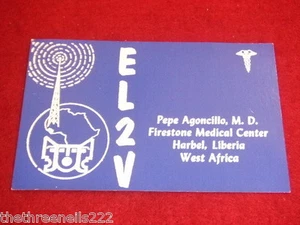 EL2V
Pepe Agoncillo, M. D.
Firestone Medical Center
Harbel, Liberia
West Africa
thethreenells222